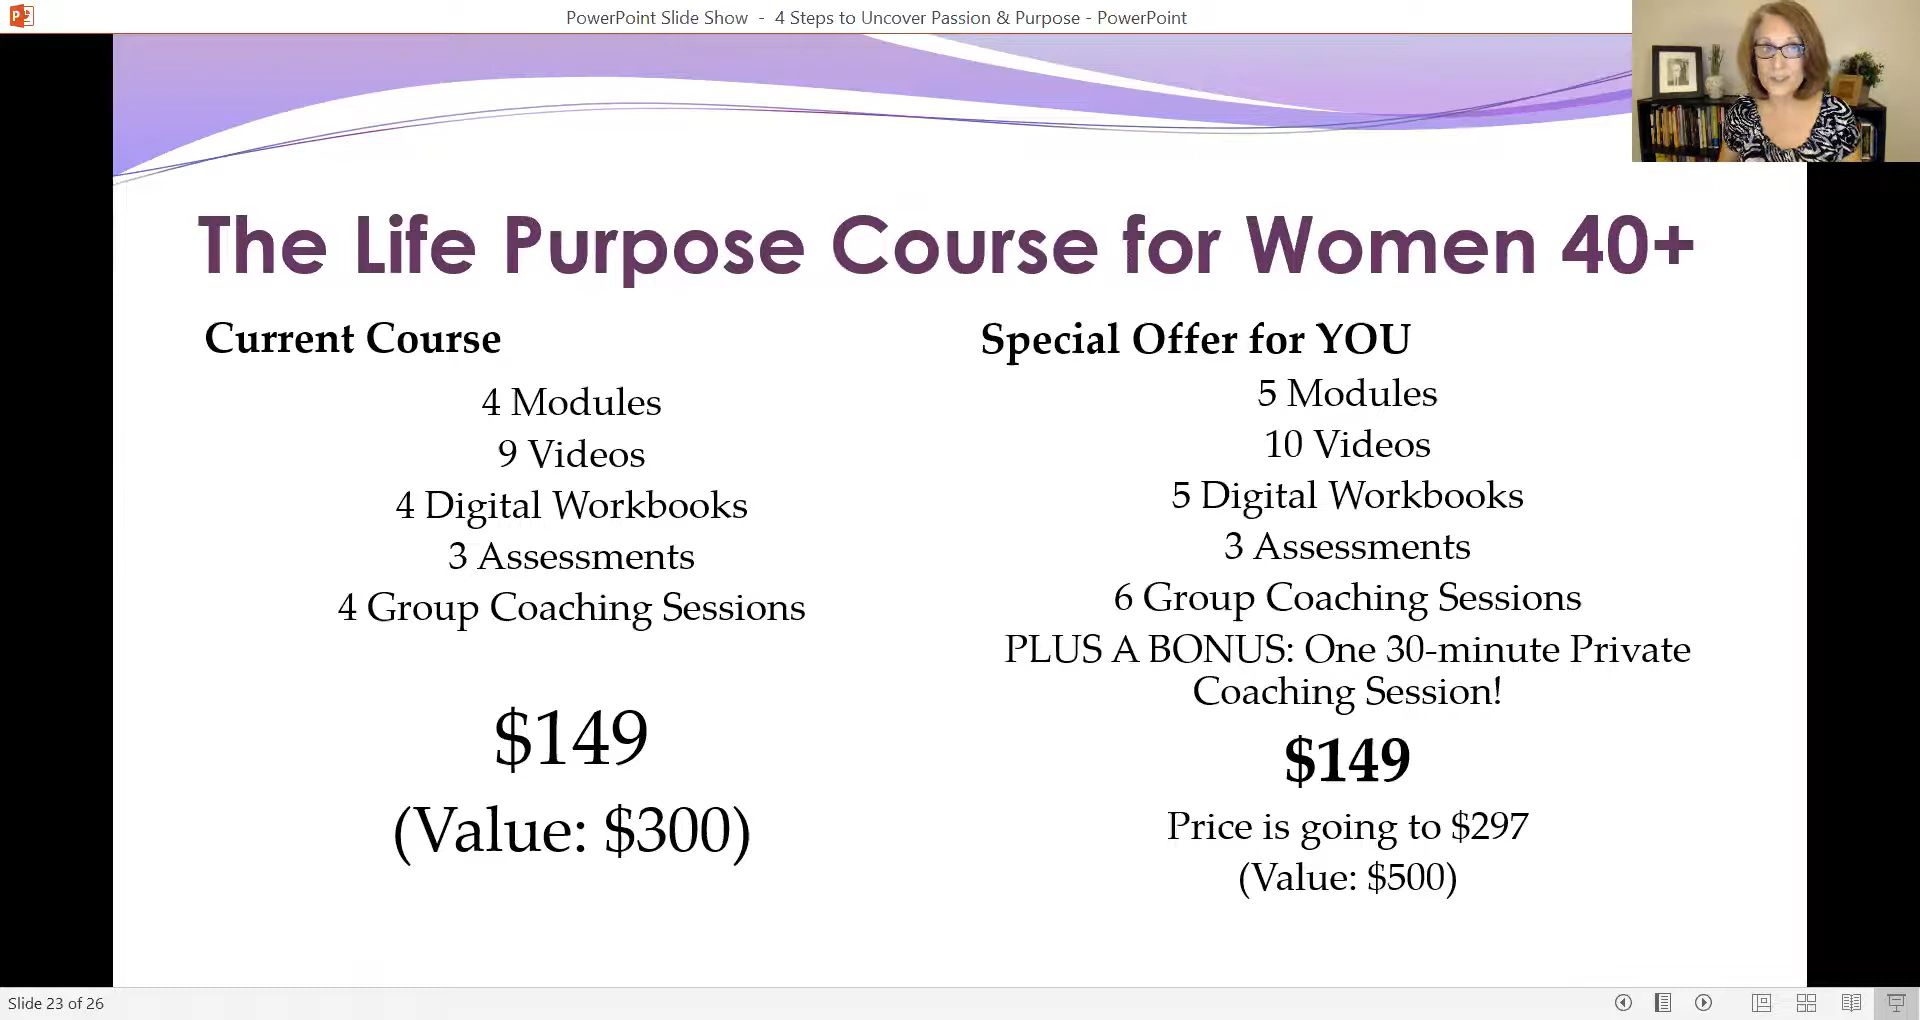 PowerPoint Slide Show - 4 Steps to Uncover Passion & Purpose - PowerPoint
The Life Purpose Course for Women 40+
Current Course
4 Modules
9 Videos
4 Digital Workbooks
3 Assessments
4 Group Coaching Sessions
$149
(Value: $300)
Special Offer for YOU
5 Modules
10 Videos
5 Digital Workbooks
3 Assessments
6 Group Coaching Sessions
PLUS A BONUS: One 30-minute Private
Coaching Session!
$149
Price is going to $297
(Value: $500)
Slide 23 of 26